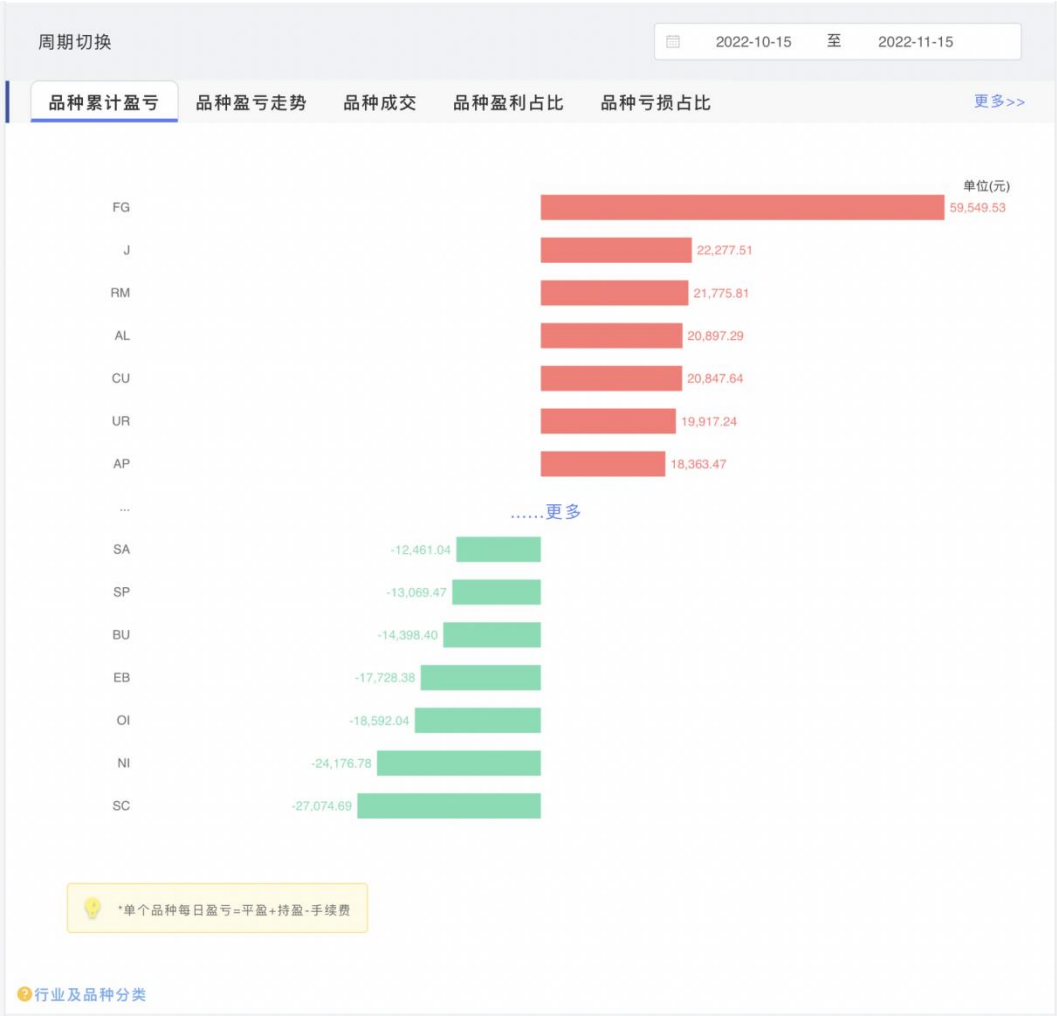 周期切换
2022-10-15 至 2022-11-15
品种累计盈亏 品种盈亏走势 品种成交 品种盈利占比 品种亏损占比 更多>>
单位(元)
FG 59,549.53
J 22,277.51
RM 21,775.81
AL 20,897.29
CU 20,847.64
UR 19,917.24
AP 18,363.47
... ......更多
SA -12,461.04
SP -13,069.47
BU -14,398.40
EB -17,728.38
OI -18,592.04
NI -24,176.78
SC -27,074.69
*单个品种每日盈亏=平盈+持盈-手续费
?行业及品种分类